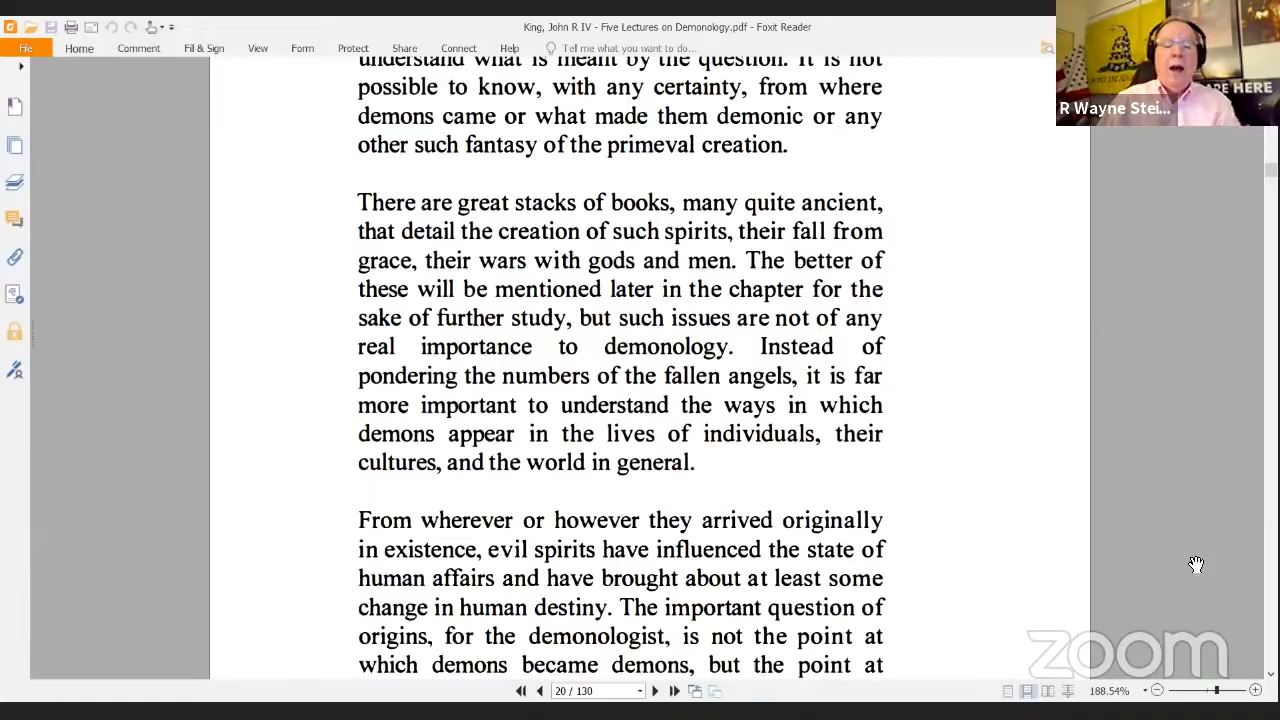 King, John R IV - Five Lectures on Demonology.pdf - Foxit Reader
File Home Comment Fill & Sign View Form Protect Share Connect Help Tell me what you want to do...
understand what is meant by the question. It is not
possible to know, with any certainty, from where
demons came or what made them demonic or any
other such fantasy of the primeval creation.
There are great stacks of books, many quite ancient,
that detail the creation of such spirits, their fall from
grace, their wars with gods and men. The better of
these will be mentioned later in the chapter for the
sake of further study, but such issues are not of any
real importance to demonology. Instead of
pondering the numbers of the fallen angels, it is far
more important to understand the ways in which
demons appear in the lives of individuals, their
cultures, and the world in general.
From wherever or however they arrived originally
in existence, evil spirits have influenced the state of
human affairs and have brought about at least some
change in human destiny. The important question of
origins, for the demonologist, is not the point at
which demons became demons, but the point at
ARE HERE
R Wayne Stei...
zoom
20 / 130
188.54%